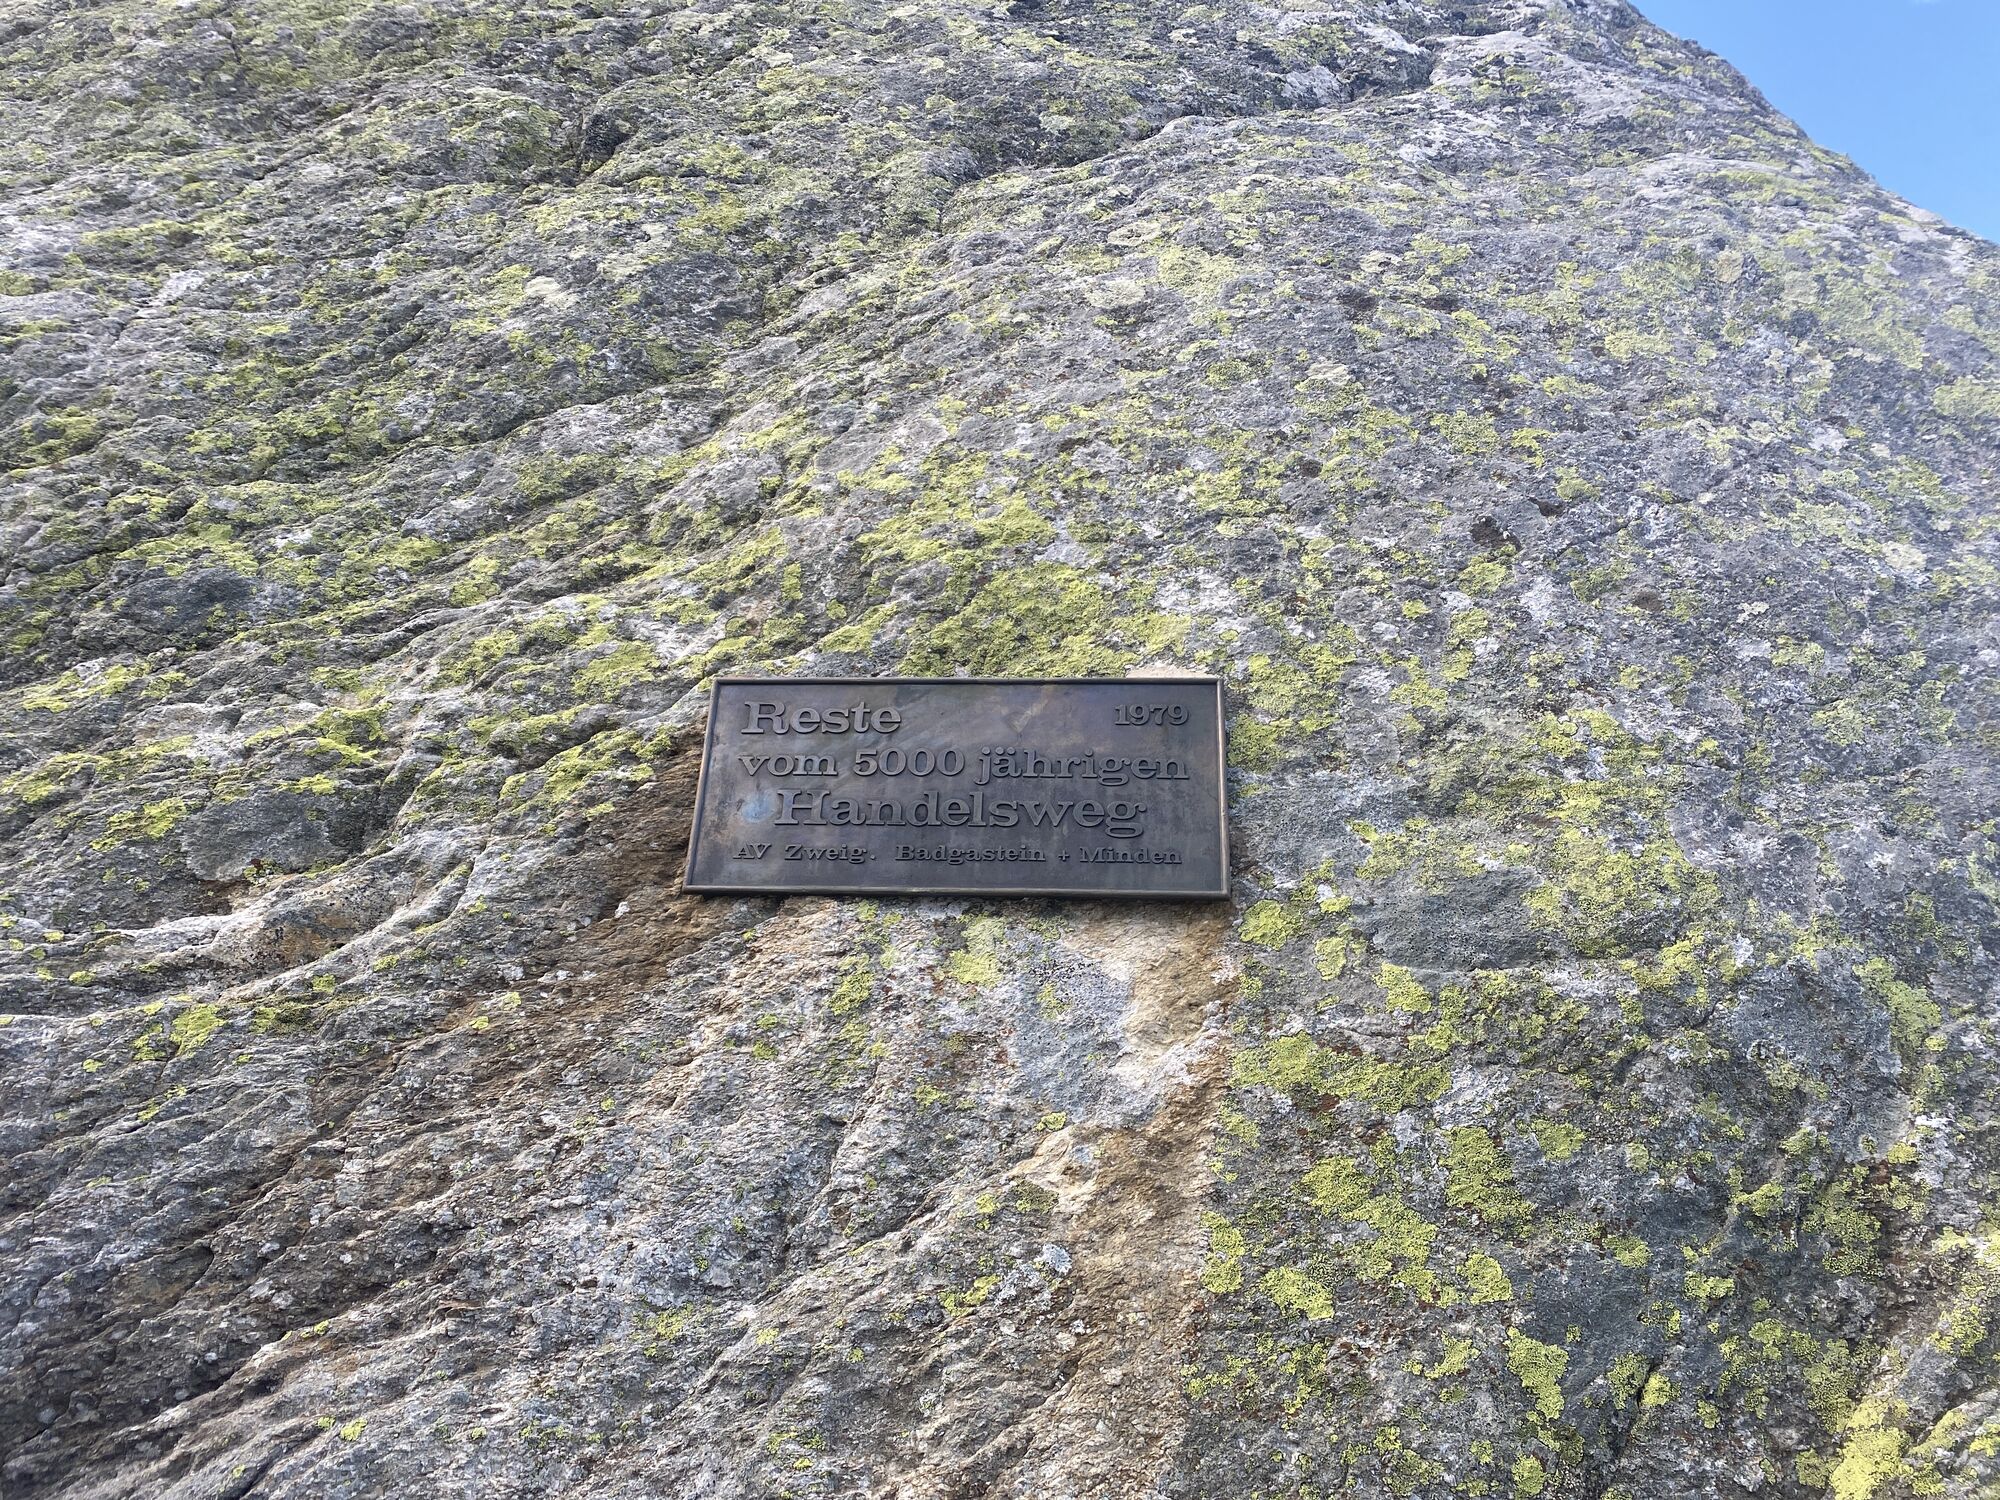 Reste 1979
vom 5000 jährigen
Handelsweg
AV Zweig. Badgastein + Minden